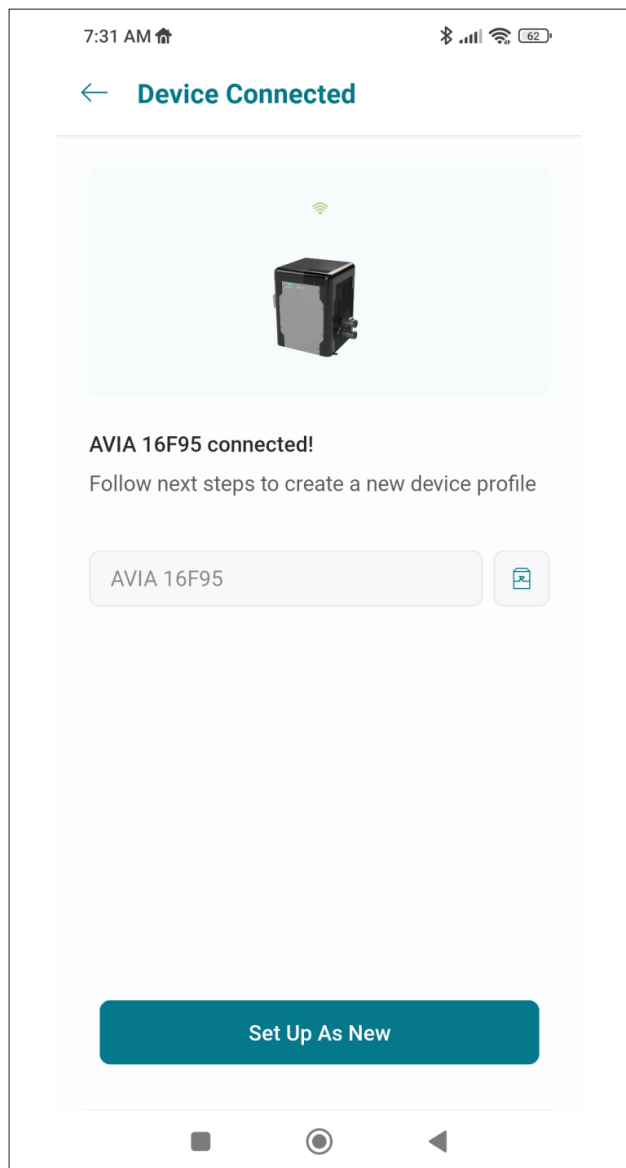 7:31 AM
62
Device Connected
AVIA 16F95 connected!
Follow next steps to create a new device profile
AVIA 16F95
Set Up As New